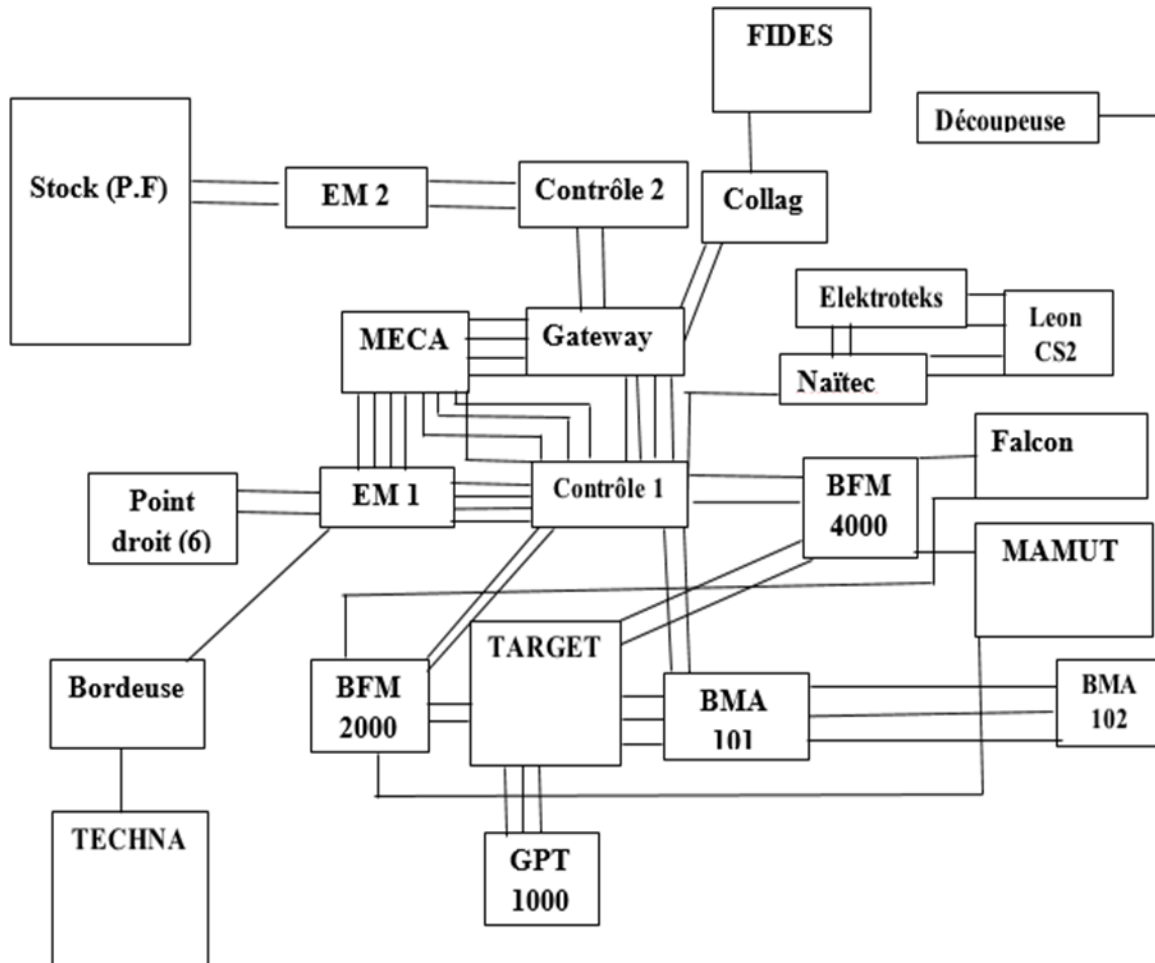 FIDES
Découpeuse
Stock (P.F)
EM 2
Contrôle 2
Collag
Elektroteks
Leon
CS2
MECA
Gateway
Naïtec
Falcon
Point
droit (6)
EM 1
Contrôle 1
BFM
4000
MAMUT
TARGET
Bordeuse
BFM
2000
BMA
101
BMA
102
TECHNA
GPT
1000